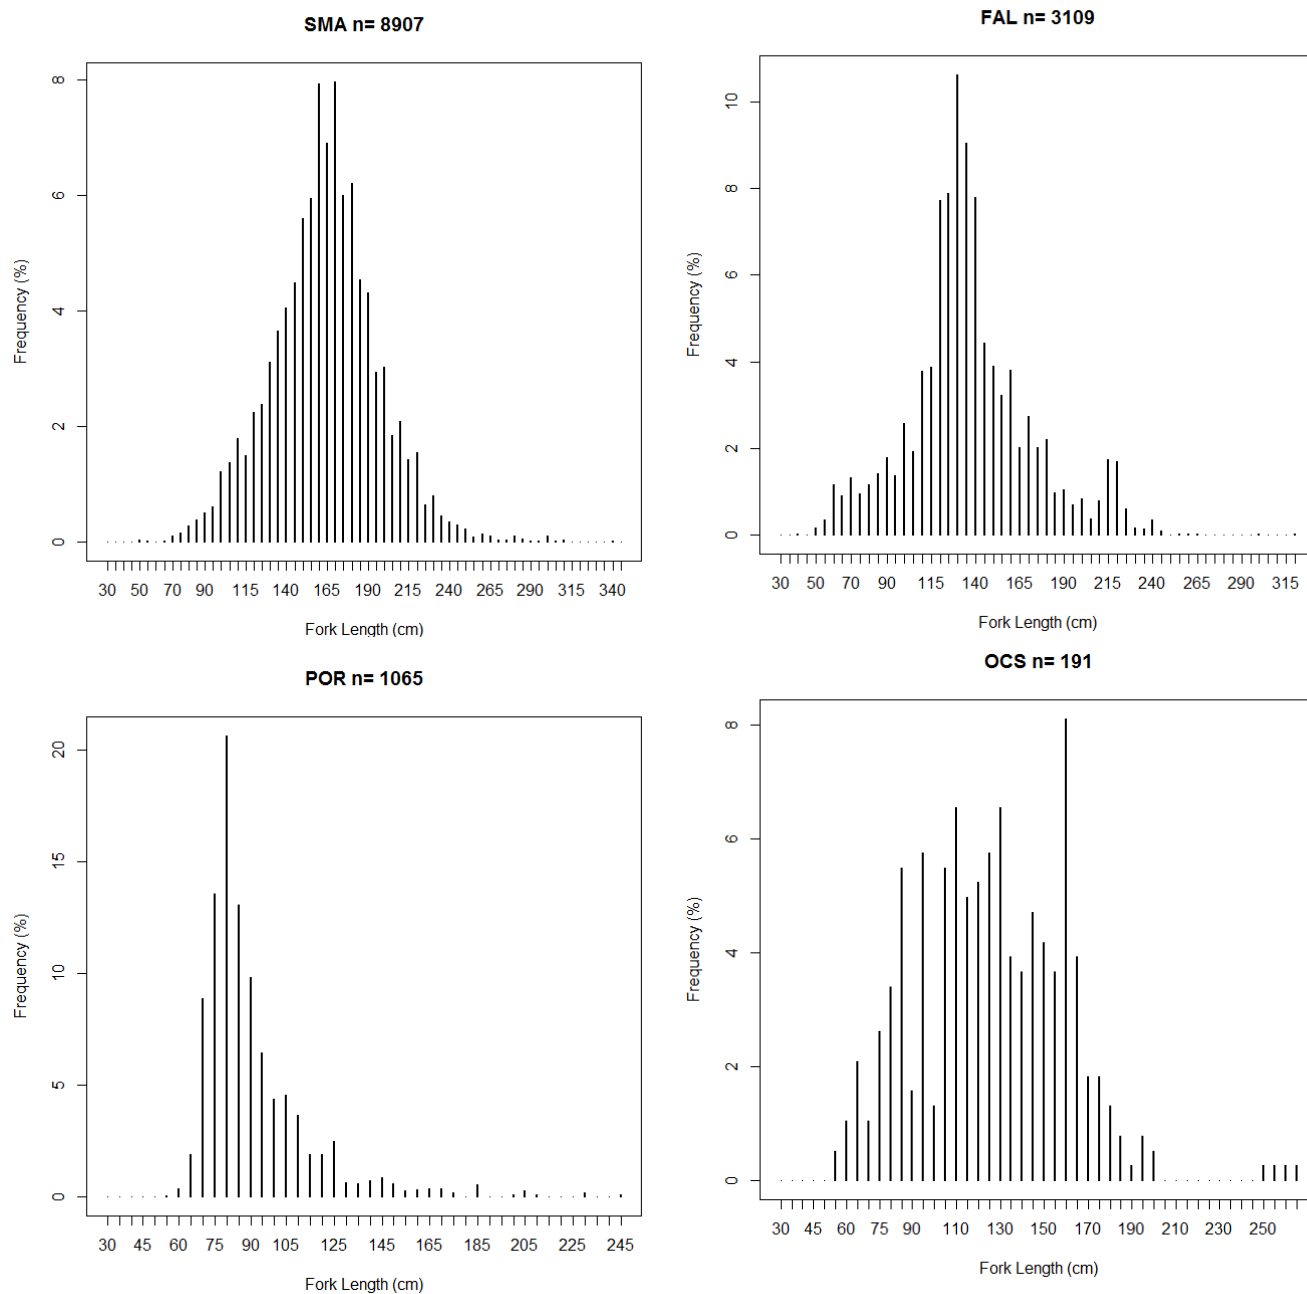 SMA n= 8907
Frequency (%)
8
6
4
2
0
30 50 70 90 115 140 165 190 215 240 265 290 315 340
Fork Length (cm)
FAL n= 3109
Frequency (%)
10
8
6
4
2
0
30 50 70 90 115 140 165 190 215 240 265 290 315
Fork Length (cm)
POR n= 1065
Frequency (%)
20
15
10
5
0
30 45 60 75 90 105 125 145 165 185 205 225 245
Fork Length (cm)
OCS n= 191
Frequency (%)
8
6
4
2
0
30 45 60 75 90 110 130 150 170 190 210 230 250
Fork Length (cm)